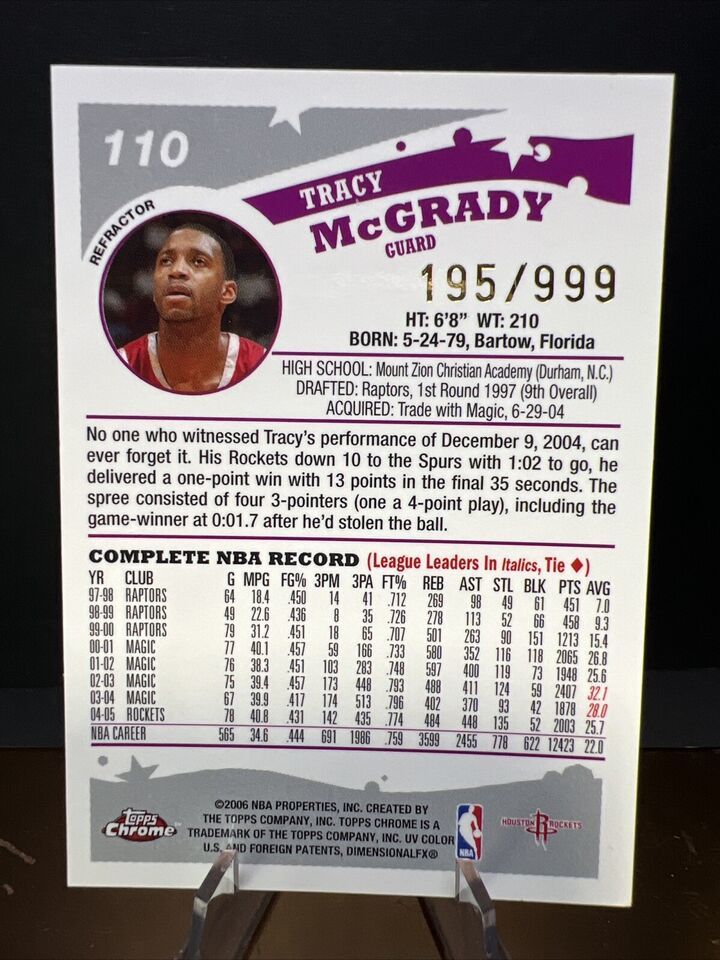 110
REFRACTOR
TRACY
McGRADY
GUARD
195/999
HT: 6'8" WT: 210
BORN: 5-24-79, Bartow, Florida
HIGH SCHOOL: Mount Zion Christian Academy (Durham, N.C.)
DRAFTED: Raptors, 1st Round 1997 (9th Overall)
ACQUIRED: Trade with Magic, 6-29-04
No one who witnessed Tracy's performance of December 9, 2004, can
ever forget it. His Rockets down 10 to the Spurs with 1:02 to go, he
delivered a one-point win with 13 points in the final 35 seconds. The
spree consisted of four 3-pointers (one a 4-point play), including the
game-winner at 0:01.7 after he'd stolen the ball.
COMPLETE NBA RECORD (League Leaders In Italics, Tie ♦)
YR CLUB G MPG FG% 3PM 3PA FT% REB AST STL BLK PTS AVG
97-98 RAPTORS 64 18.4 .450 14 41 .712 269 98 49 61 451 7.0
98-99 RAPTORS 49 22.6 .436 8 35 .726 278 113 52 66 458 9.3
99-00 RAPTORS 79 31.2 .451 18 65 .707 501 263 90 151 1213 15.4
00-01 MAGIC 77 40.1 .457 59 166 .733 580 352 116 118 2065 26.8
01-02 MAGIC 76 38.3 .451 103 283 .748 597 400 119 73 1948 25.6
02-03 MAGIC 75 39.4 .457 173 448 .793 488 411 124 59 2407 32.1
03-04 MAGIC 67 39.9 .417 174 513 .796 402 370 93 42 1878 28.0
04-05 ROCKETS 78 40.8 .431 142 435 .774 484 448 135 52 2003 25.7
NBA CAREER 565 34.6 .444 691 1986 .759 3599 2455 778 622 12423 22.0
Topps
Chrome
©2006 NBA PROPERTIES, INC. CREATED BY
THE TOPPS COMPANY, INC. TOPPS CHROME IS A
TRADEMARK OF THE TOPPS COMPANY, INC. UV COLOR
U.S. AND FOREIGN PATENTS, DIMENSIONALFX®
NBA
HOUSTON ROCKETS